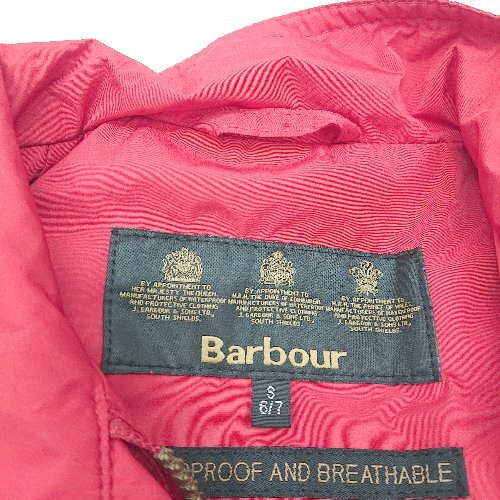 BY APPOINTMENT TO
HER MAJESTY THE QUEEN
MANUFACTURERS OF WATERPROOF
AND PROTECTIVE CLOTHING
J. BARBOUR & SONS LTD.,
SOUTH SHIELDS.
BY APPOINTMENT TO
H.R.H. THE DUKE OF EDINBURGH
MANUFACTURERS OF WATERPROOF
AND PROTECTIVE CLOTHING
J. BARBOUR & SONS LTD.,
SOUTH SHIELDS.
BY APPOINTMENT TO
H.R.H. THE PRINCE OF WALES
MANUFACTURERS OF WATERPROOF
AND PROTECTIVE CLOTHING
J. BARBOUR & SONS LTD.,
SOUTH SHIELDS.
Barbour
S
6/7
PROOF AND BREATHABLE